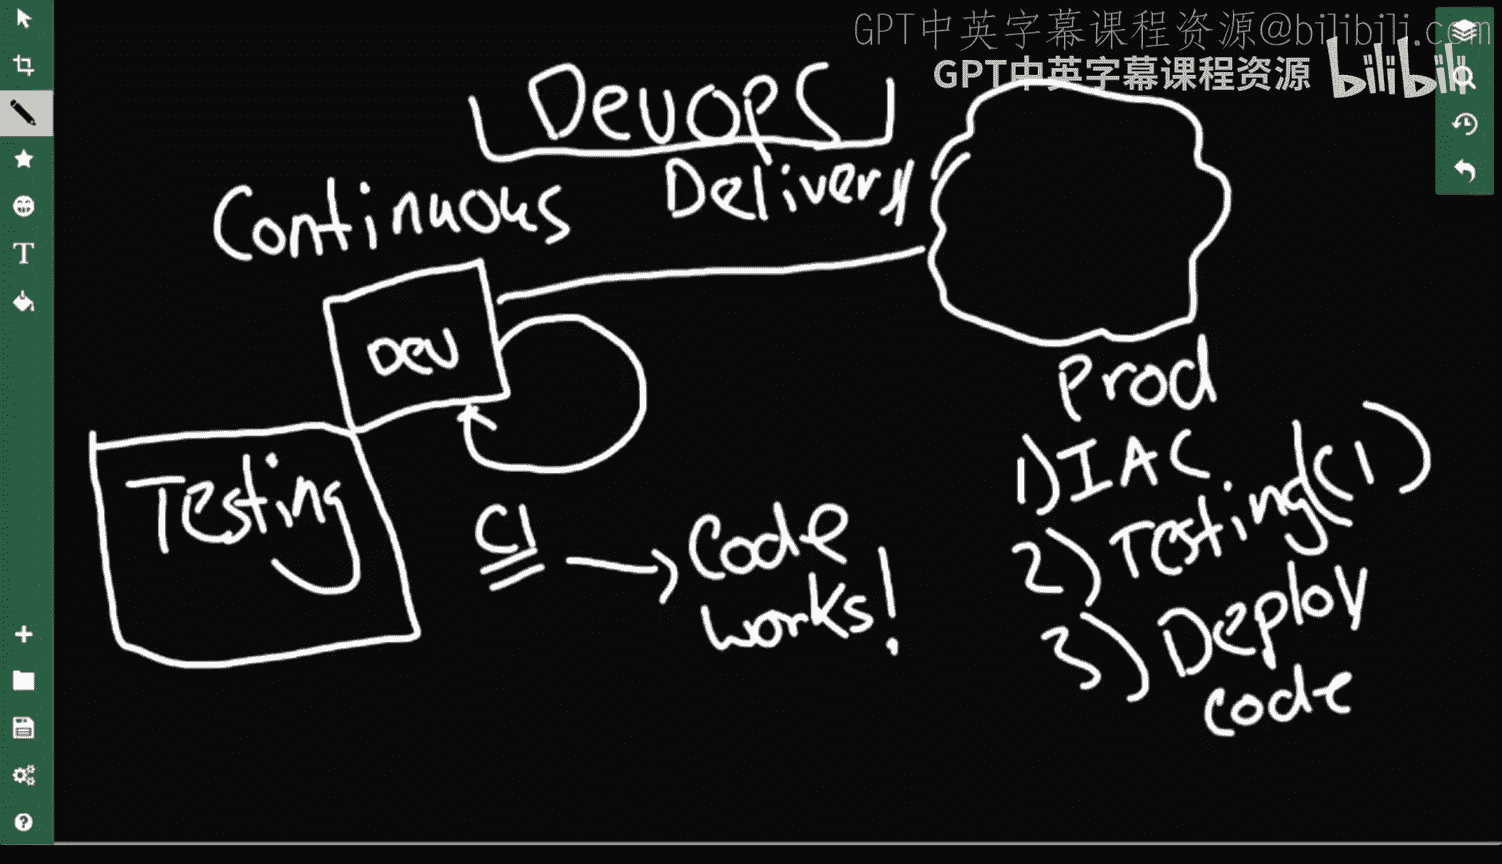 GPT中英字幕课程资源@bilibili.com
GPT中英字幕课程资源 bilibili
DevOps
Continuous Delivery
Dev
Prod
Testing
CI → Code works!
1) IAC
2) Testing(CI)
3) Deploy
code
T